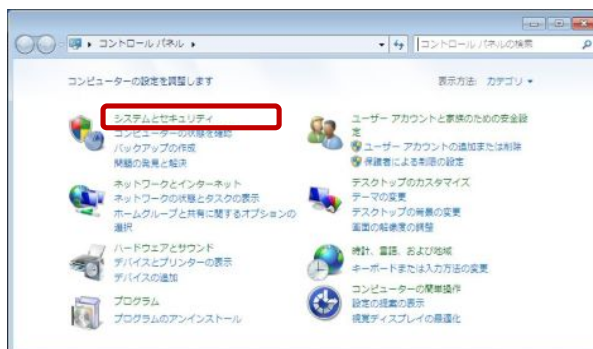 コントロール パネル
コントロール パネルの検索
コンピューターの設定を調整します
表示方法: カテゴリ
システムとセキュリティ
コンピューターの状態を確認
バックアップの作成
問題の発見と解決
ネットワークとインターネット
ネットワークの状態とタスクの表示
ホームグループと共有に関するオプションの
選択
ハードウェアとサウンド
デバイスとプリンターの表示
デバイスの追加
プログラム
プログラムのアンインストール
ユーザー アカウントと家族のための安全設
定
ユーザー アカウントの追加または削除
保護者による制限の設定
デスクトップのカスタマイズ
テーマの変更
デスクトップの背景の変更
画面の解像度の調整
時計、言語、および地域
キーボードまたは入力方法の変更
コンピューターの簡単操作
設定の提案の表示
視覚ディスプレイの最適化